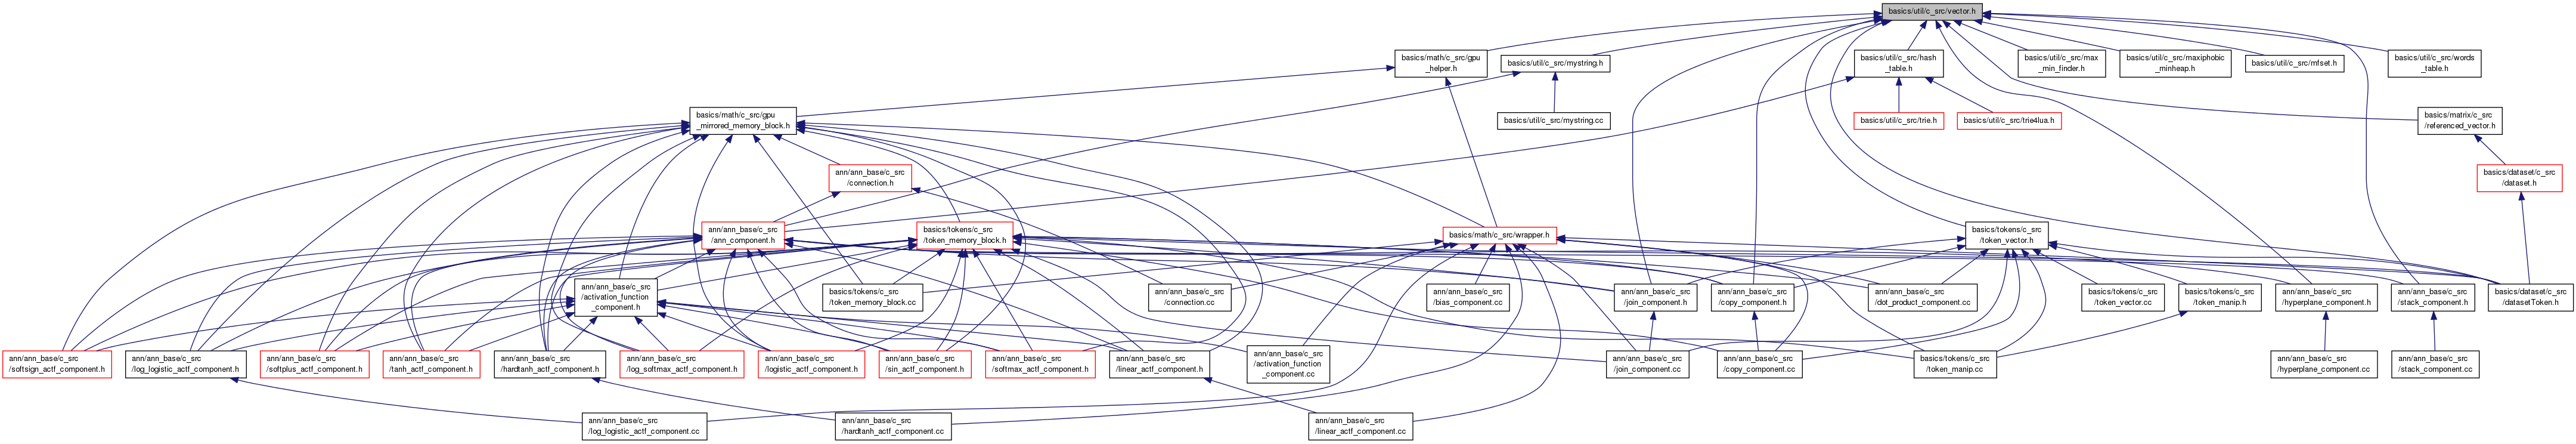 basics/util/c_src/vector.h
basics/math/c_src/gpu
_helper.h
basics/util/c_src/mystring.h
basics/util/c_src/hash
_table.h
basics/util/c_src/max
_min_finder.h
basics/util/c_src/maxiphobic
_minheap.h
basics/util/c_src/mfset.h
basics/util/c_src/words
_table.h
basics/math/c_src/gpu
_mirrored_memory_block.h
basics/util/c_src/mystring.cc
basics/util/c_src/trie.h
basics/util/c_src/trie4lua.h
basics/matrix/c_src
/referenced_vector.h
ann/ann_base/c_src
/connection.h
basics/dataset/c_src
/dataset.h
ann/ann_base/c_src
/ann_component.h
basics/tokens/c_src
/token_memory_block.h
basics/math/c_src/wrapper.h
basics/tokens/c_src
/token_vector.h
ann/ann_base/c_src
/activation_function
_component.h
basics/tokens/c_src
/token_memory_block.cc
ann/ann_base/c_src
/connection.cc
ann/ann_base/c_src
/bias_component.cc
ann/ann_base/c_src
/join_component.h
ann/ann_base/c_src
/copy_component.h
ann/ann_base/c_src
/dot_product_component.cc
basics/tokens/c_src
/token_vector.cc
basics/tokens/c_src
/token_manip.h
ann/ann_base/c_src
/hyperplane_component.h
ann/ann_base/c_src
/stack_component.h
basics/dataset/c_src
/datasetToken.h
ann/ann_base/c_src
/softsign_actf_component.h
ann/ann_base/c_src
/log_logistic_actf_component.h
ann/ann_base/c_src
/softplus_actf_component.h
ann/ann_base/c_src
/tanh_actf_component.h
ann/ann_base/c_src
/hardtanh_actf_component.h
ann/ann_base/c_src
/log_softmax_actf_component.h
ann/ann_base/c_src
/logistic_actf_component.h
ann/ann_base/c_src
/sin_actf_component.h
ann/ann_base/c_src
/softmax_actf_component.h
ann/ann_base/c_src
/linear_actf_component.h
ann/ann_base/c_src
/activation_function
_component.cc
ann/ann_base/c_src
/join_component.cc
ann/ann_base/c_src
/copy_component.cc
basics/tokens/c_src
/token_manip.cc
ann/ann_base/c_src
/hyperplane_component.cc
ann/ann_base/c_src
/stack_component.cc
ann/ann_base/c_src
/log_logistic_actf_component.cc
ann/ann_base/c_src
/hardtanh_actf_component.cc
ann/ann_base/c_src
/linear_actf_component.cc